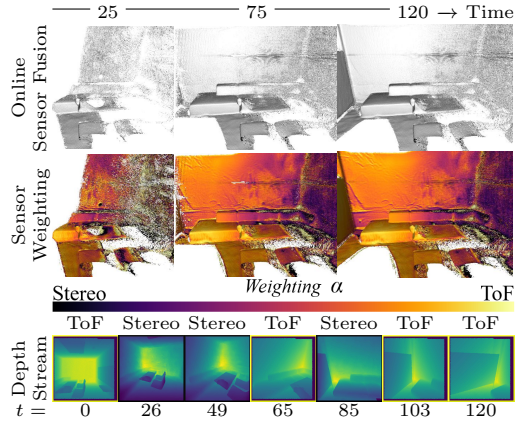 25 75 120 → Time
Online
Sensor Fusion
Sensor
Weighting
Weighting α
Stereo ToF
ToF Stereo Stereo ToF Stereo ToF ToF
Depth
Stream
t = 0 26 49 65 85 103 120